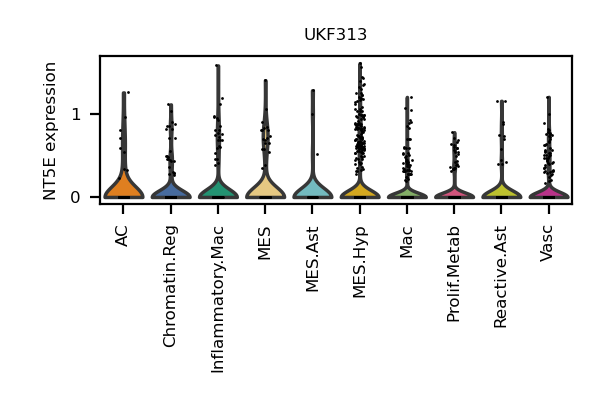 UKF313
NT5E expression
1
0
AC
Chromatin.Reg
Inflammatory.Mac
MES
MES.Ast
MES.Hyp
Mac
Prolif.Metab
Reactive.Ast
Vasc